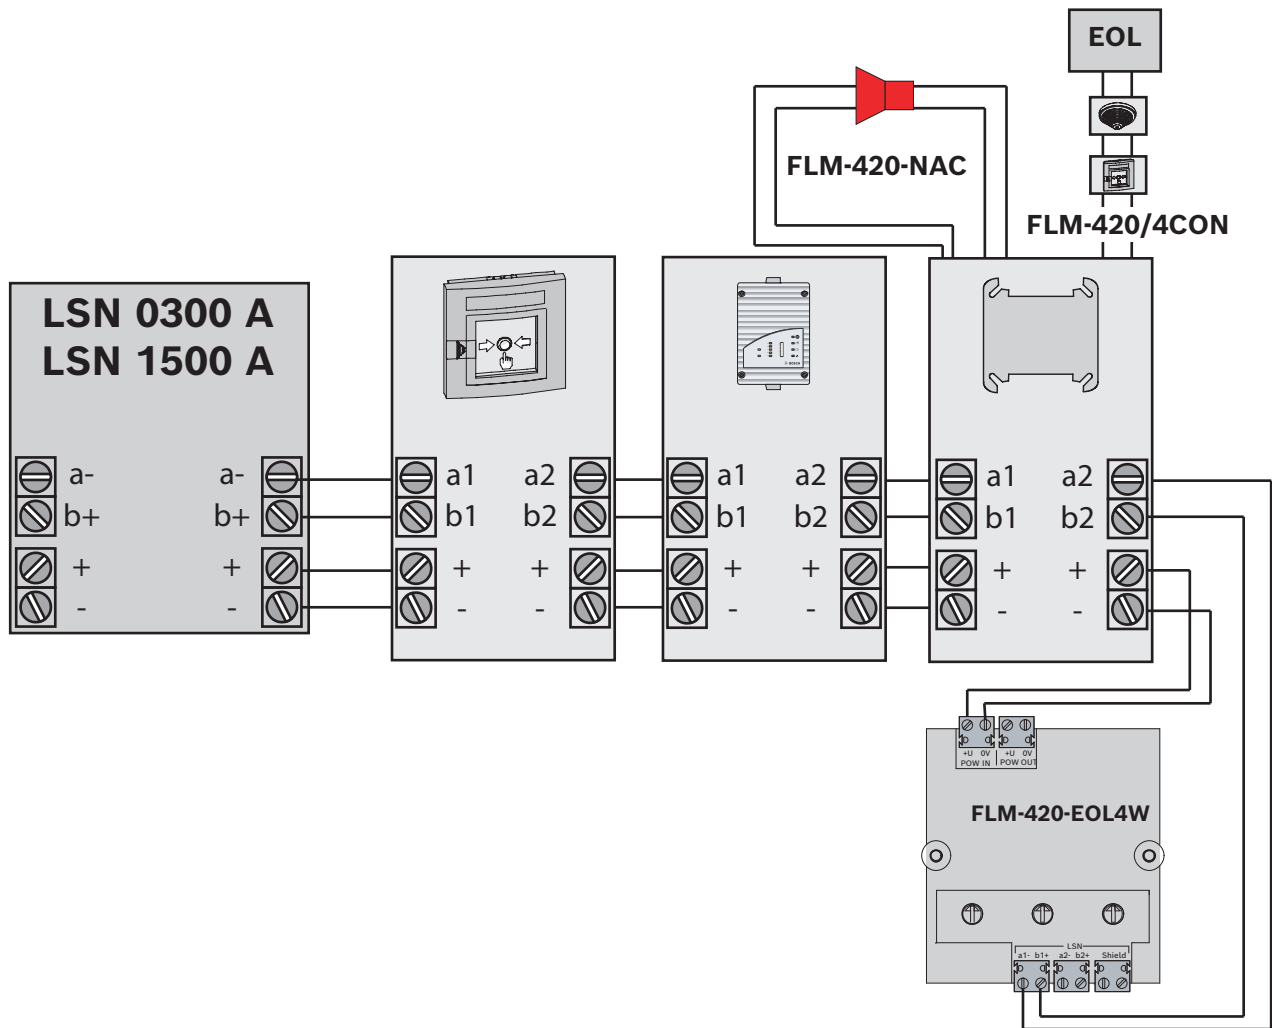 EOL
FLM-420-NAC
FLM-420/4CON
LSN 0300 A
LSN 1500 A
a- a- a1 a2 a1 a2 a1 a2
b+ b+ b1 b2 b1 b2 b1 b2
+ + + + + + + +
- - - - - - - -
BOSCH
+U 0V +U 0V
POW IN POW OUT
FLM-420-EOL4W
LSN
a1- b1+ a2- b2+ Shield